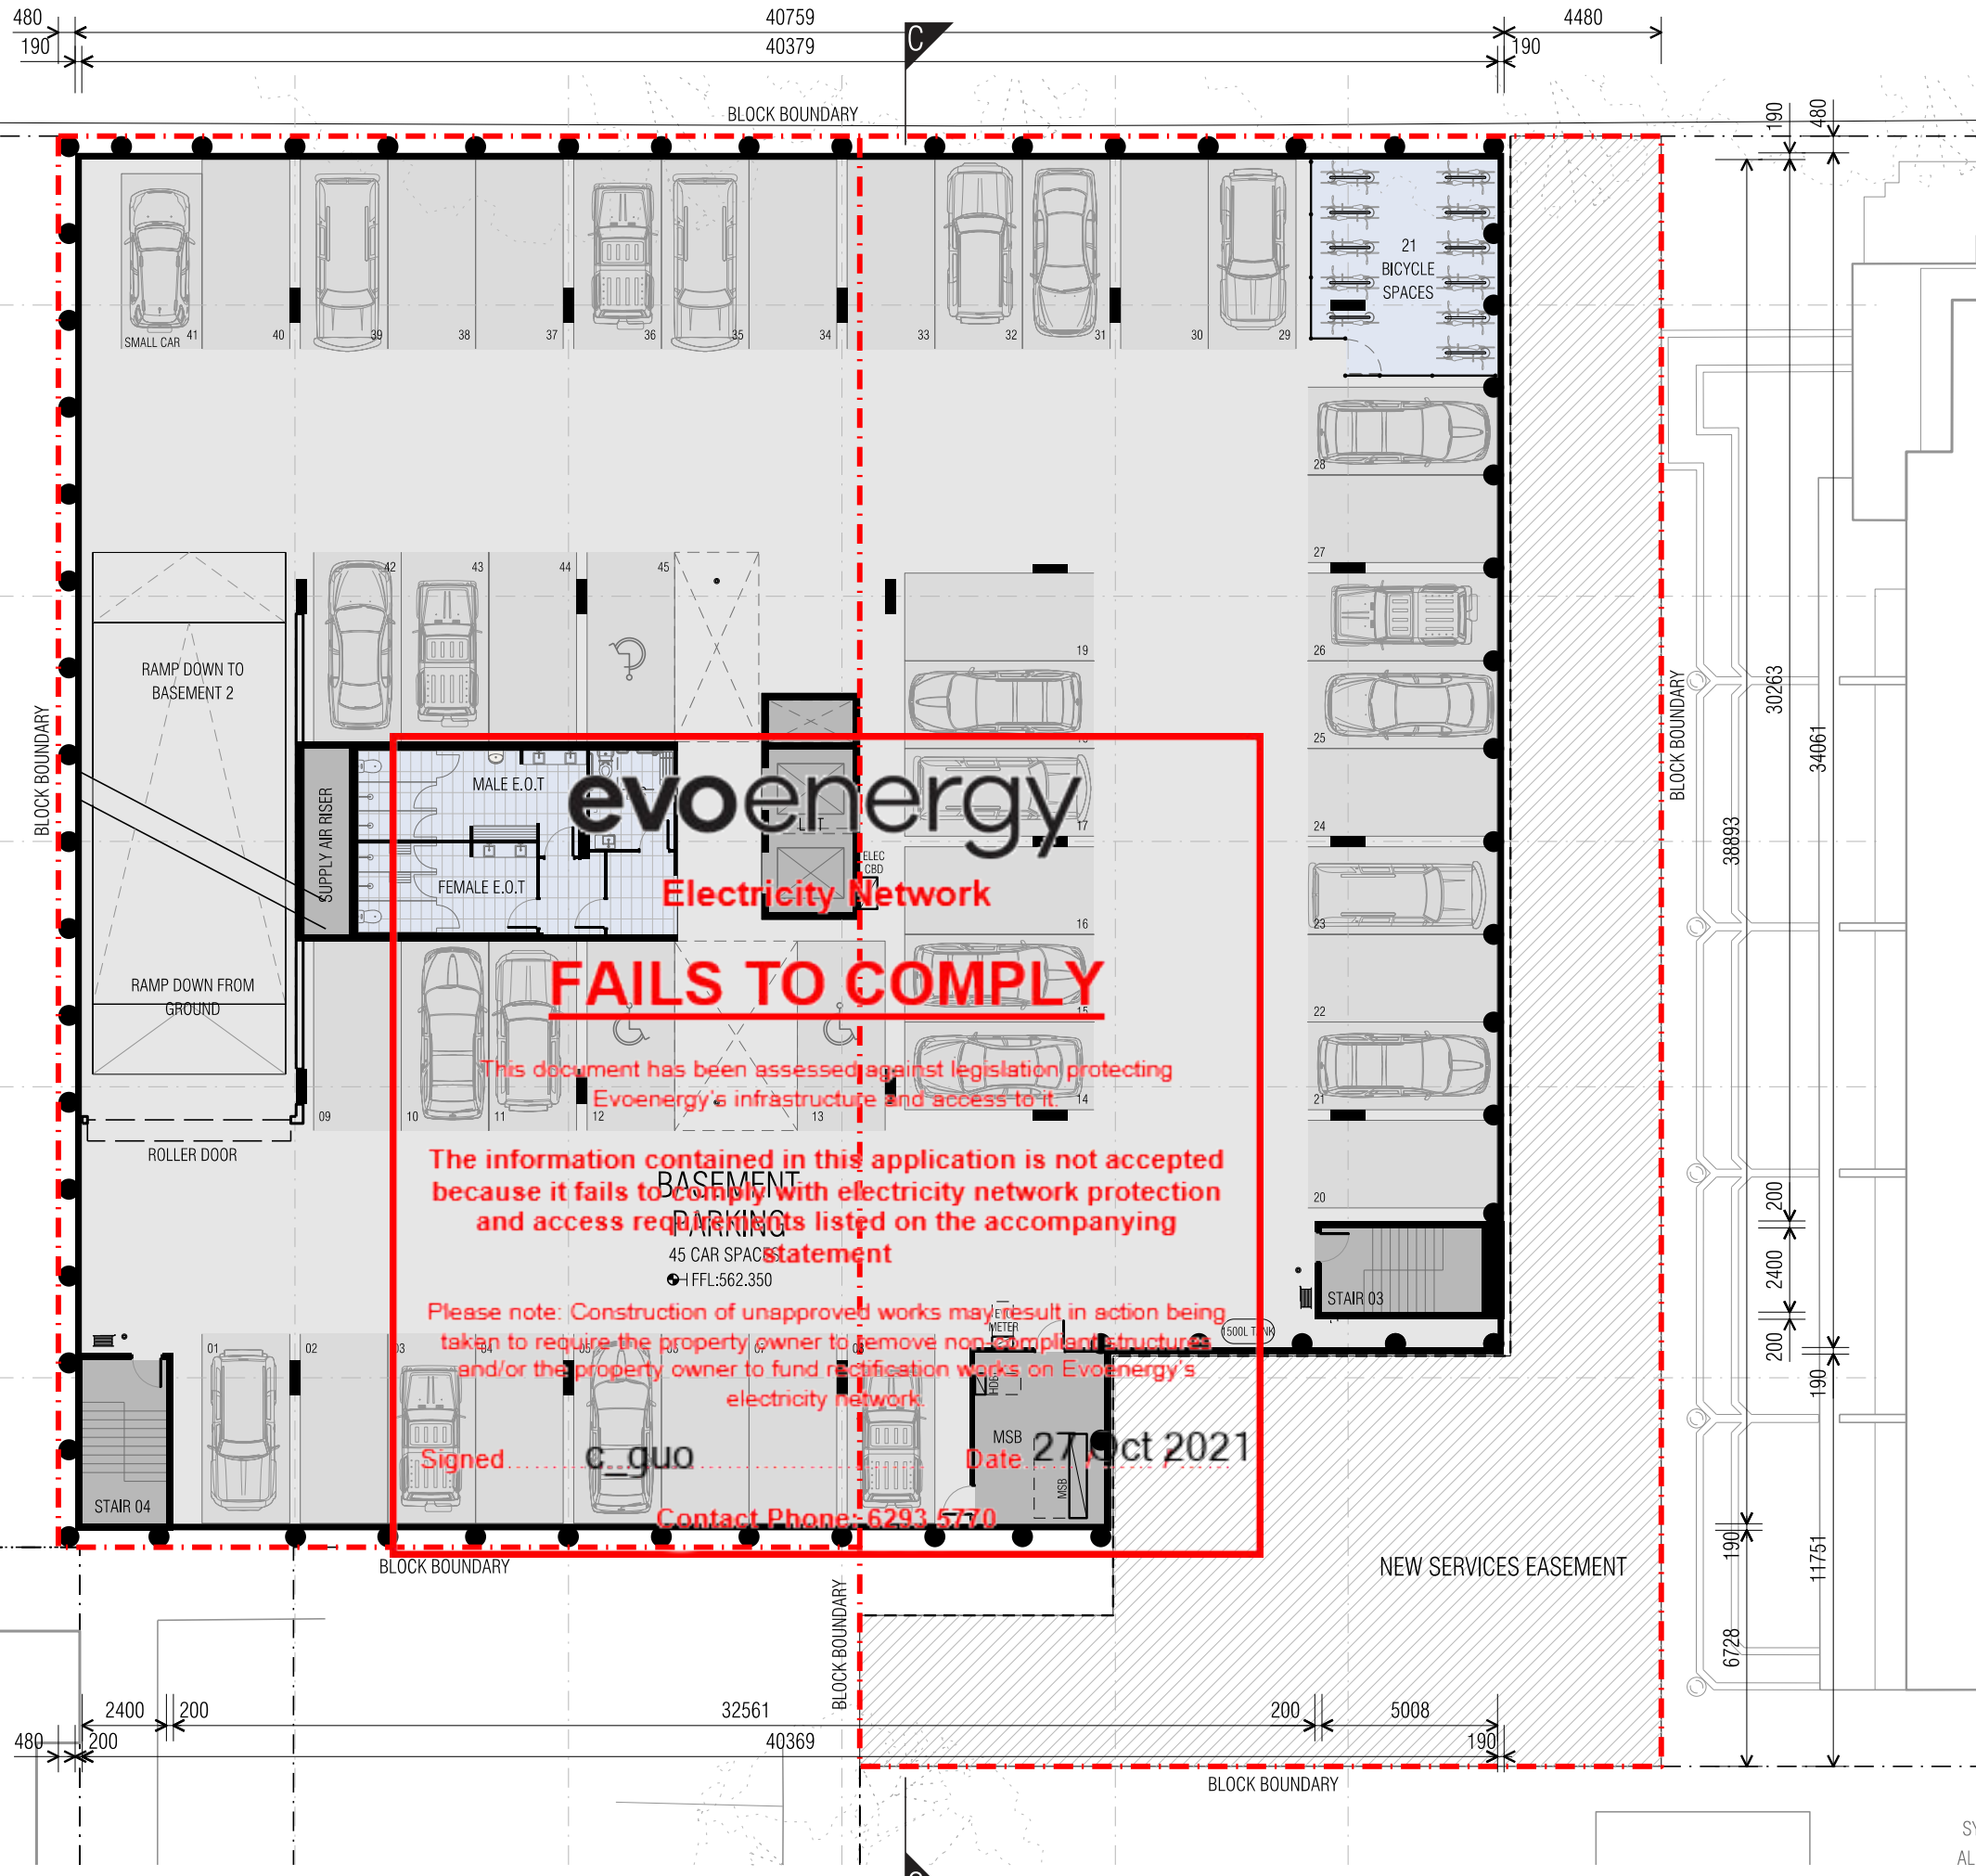 480
40759
4480
190
40379
190
C
BLOCK BOUNDARY
190
480
21
BICYCLE
SPACES
SMALL CAR
41
40
39
38
37
36
35
34
33
32
31
30
29
28
27
42
43
44
45
19
26
RAMP DOWN TO
BASEMENT 2
25
BLOCK BOUNDARY
BLOCK BOUNDARY
30263
34061
38893
SUPPLY AIR RISER
MALE E.O.T
FEMALE E.O.T
evoenergy
17
24
ELEC
CBD
Electricity Network
16
23
FAILS TO COMPLY
RAMP DOWN FROM
GROUND
15
22
This document has been assessed against legislation protecting
Evoenergy's infrastructure and access to it.
09
10
11
12
13
14
21
ROLLER DOOR
The information contained in this application is not accepted
because it fails to comply with electricity network protection
and access requirements listed on the accompanying
statement
BASEMENT
PARKING
45 CAR SPACES
FFL:562.350
20
200
2400
200
STAIR 03
Please note: Construction of unapproved works may result in action being
taken to require the property owner to remove non-compliant structures
and/or the property owner to fund rectification works on Evoenergy's
electricity network.
METER
1500L TANK
01
02
03
04
05
190
MSB
MSB
Signed
c_guo
Date
27 Oct 2021
STAIR 04
Contact Phone: 6293 5770
190
11751
6728
BLOCK BOUNDARY
BLOCK BOUNDARY
NEW SERVICES EASEMENT
2400
200
32561
200
5008
480
200
40369
190
BLOCK BOUNDARY
SY
AL